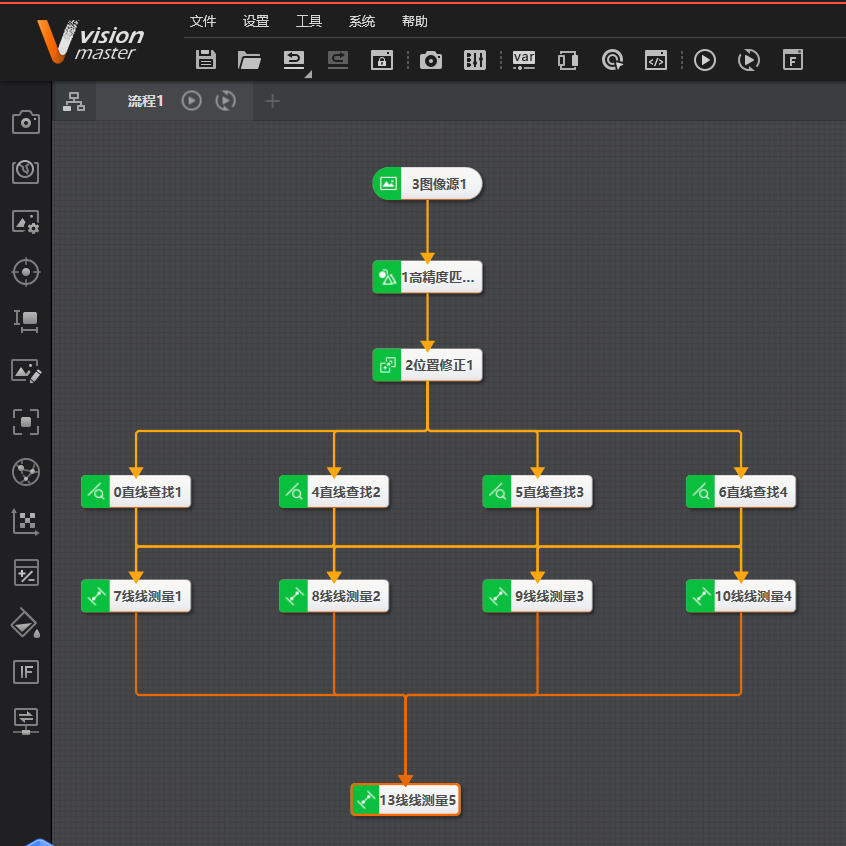 vision
master
文件 设置 工具 系统 帮助
var
F
流程1
3图像源1
1高精度匹...
2位置修正1
0直线查找1 4直线查找2 5直线查找3 6直线查找4
7线线测量1 8线线测量2 9线线测量3 10线线测量4
IF
13线线测量5